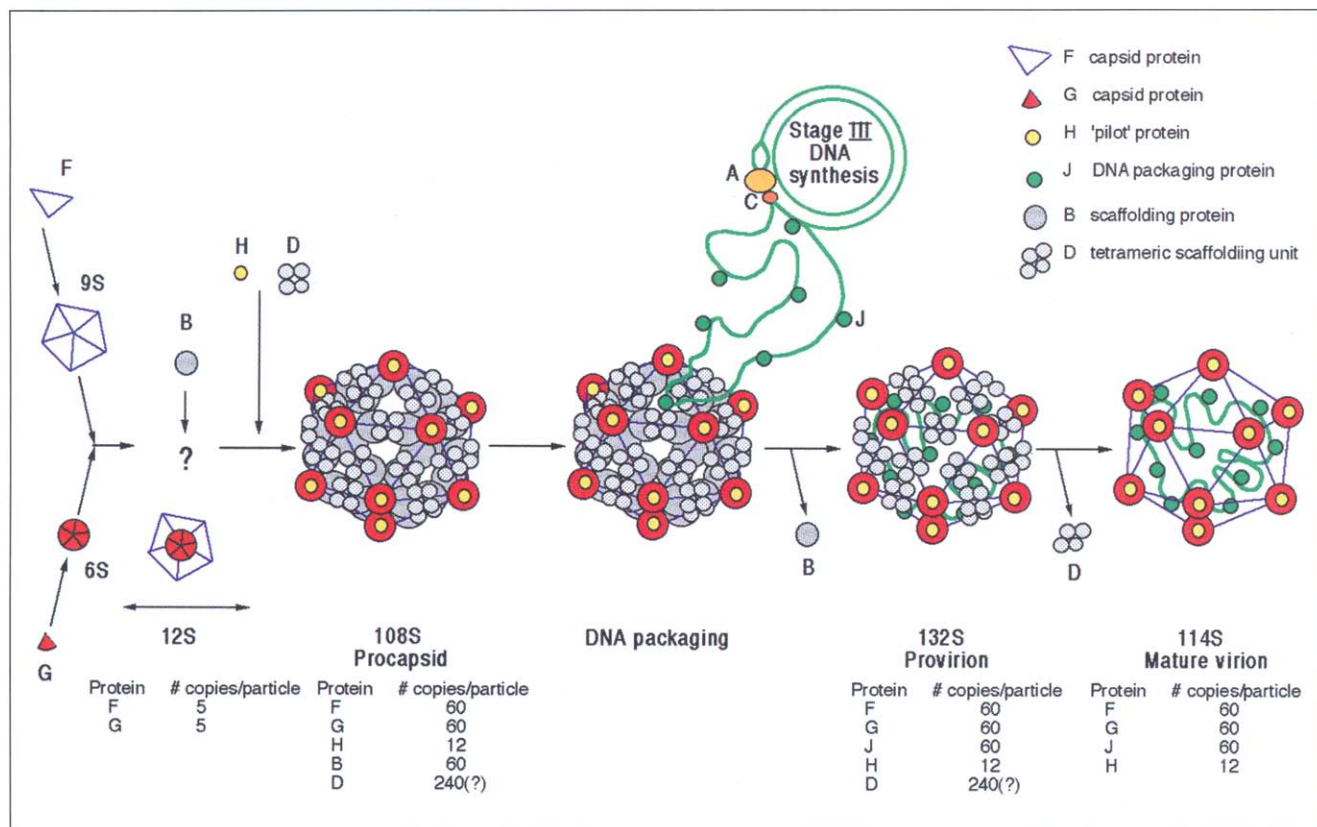 F capsid protein
G capsid protein
H 'pilot' protein
J DNA packaging protein
B scaffolding protein
D tetrameric scaffoldiing unit
Stage III
DNA
synthesis
A
C
J
F
9S
H D
B
?
6S
G
B
D
12S
Protein # copies/particle
F 5
G 5
108S
Procapsid
Protein # copies/particle
F 60
G 60
H 12
B 60
D 240(?)
DNA packaging
132S
Provirion
Protein # copies/particle
F 60
G 60
J 60
H 12
D 240(?)
114S
Mature virion
Protein # copies/particle
F 60
G 60
J 60
H 12